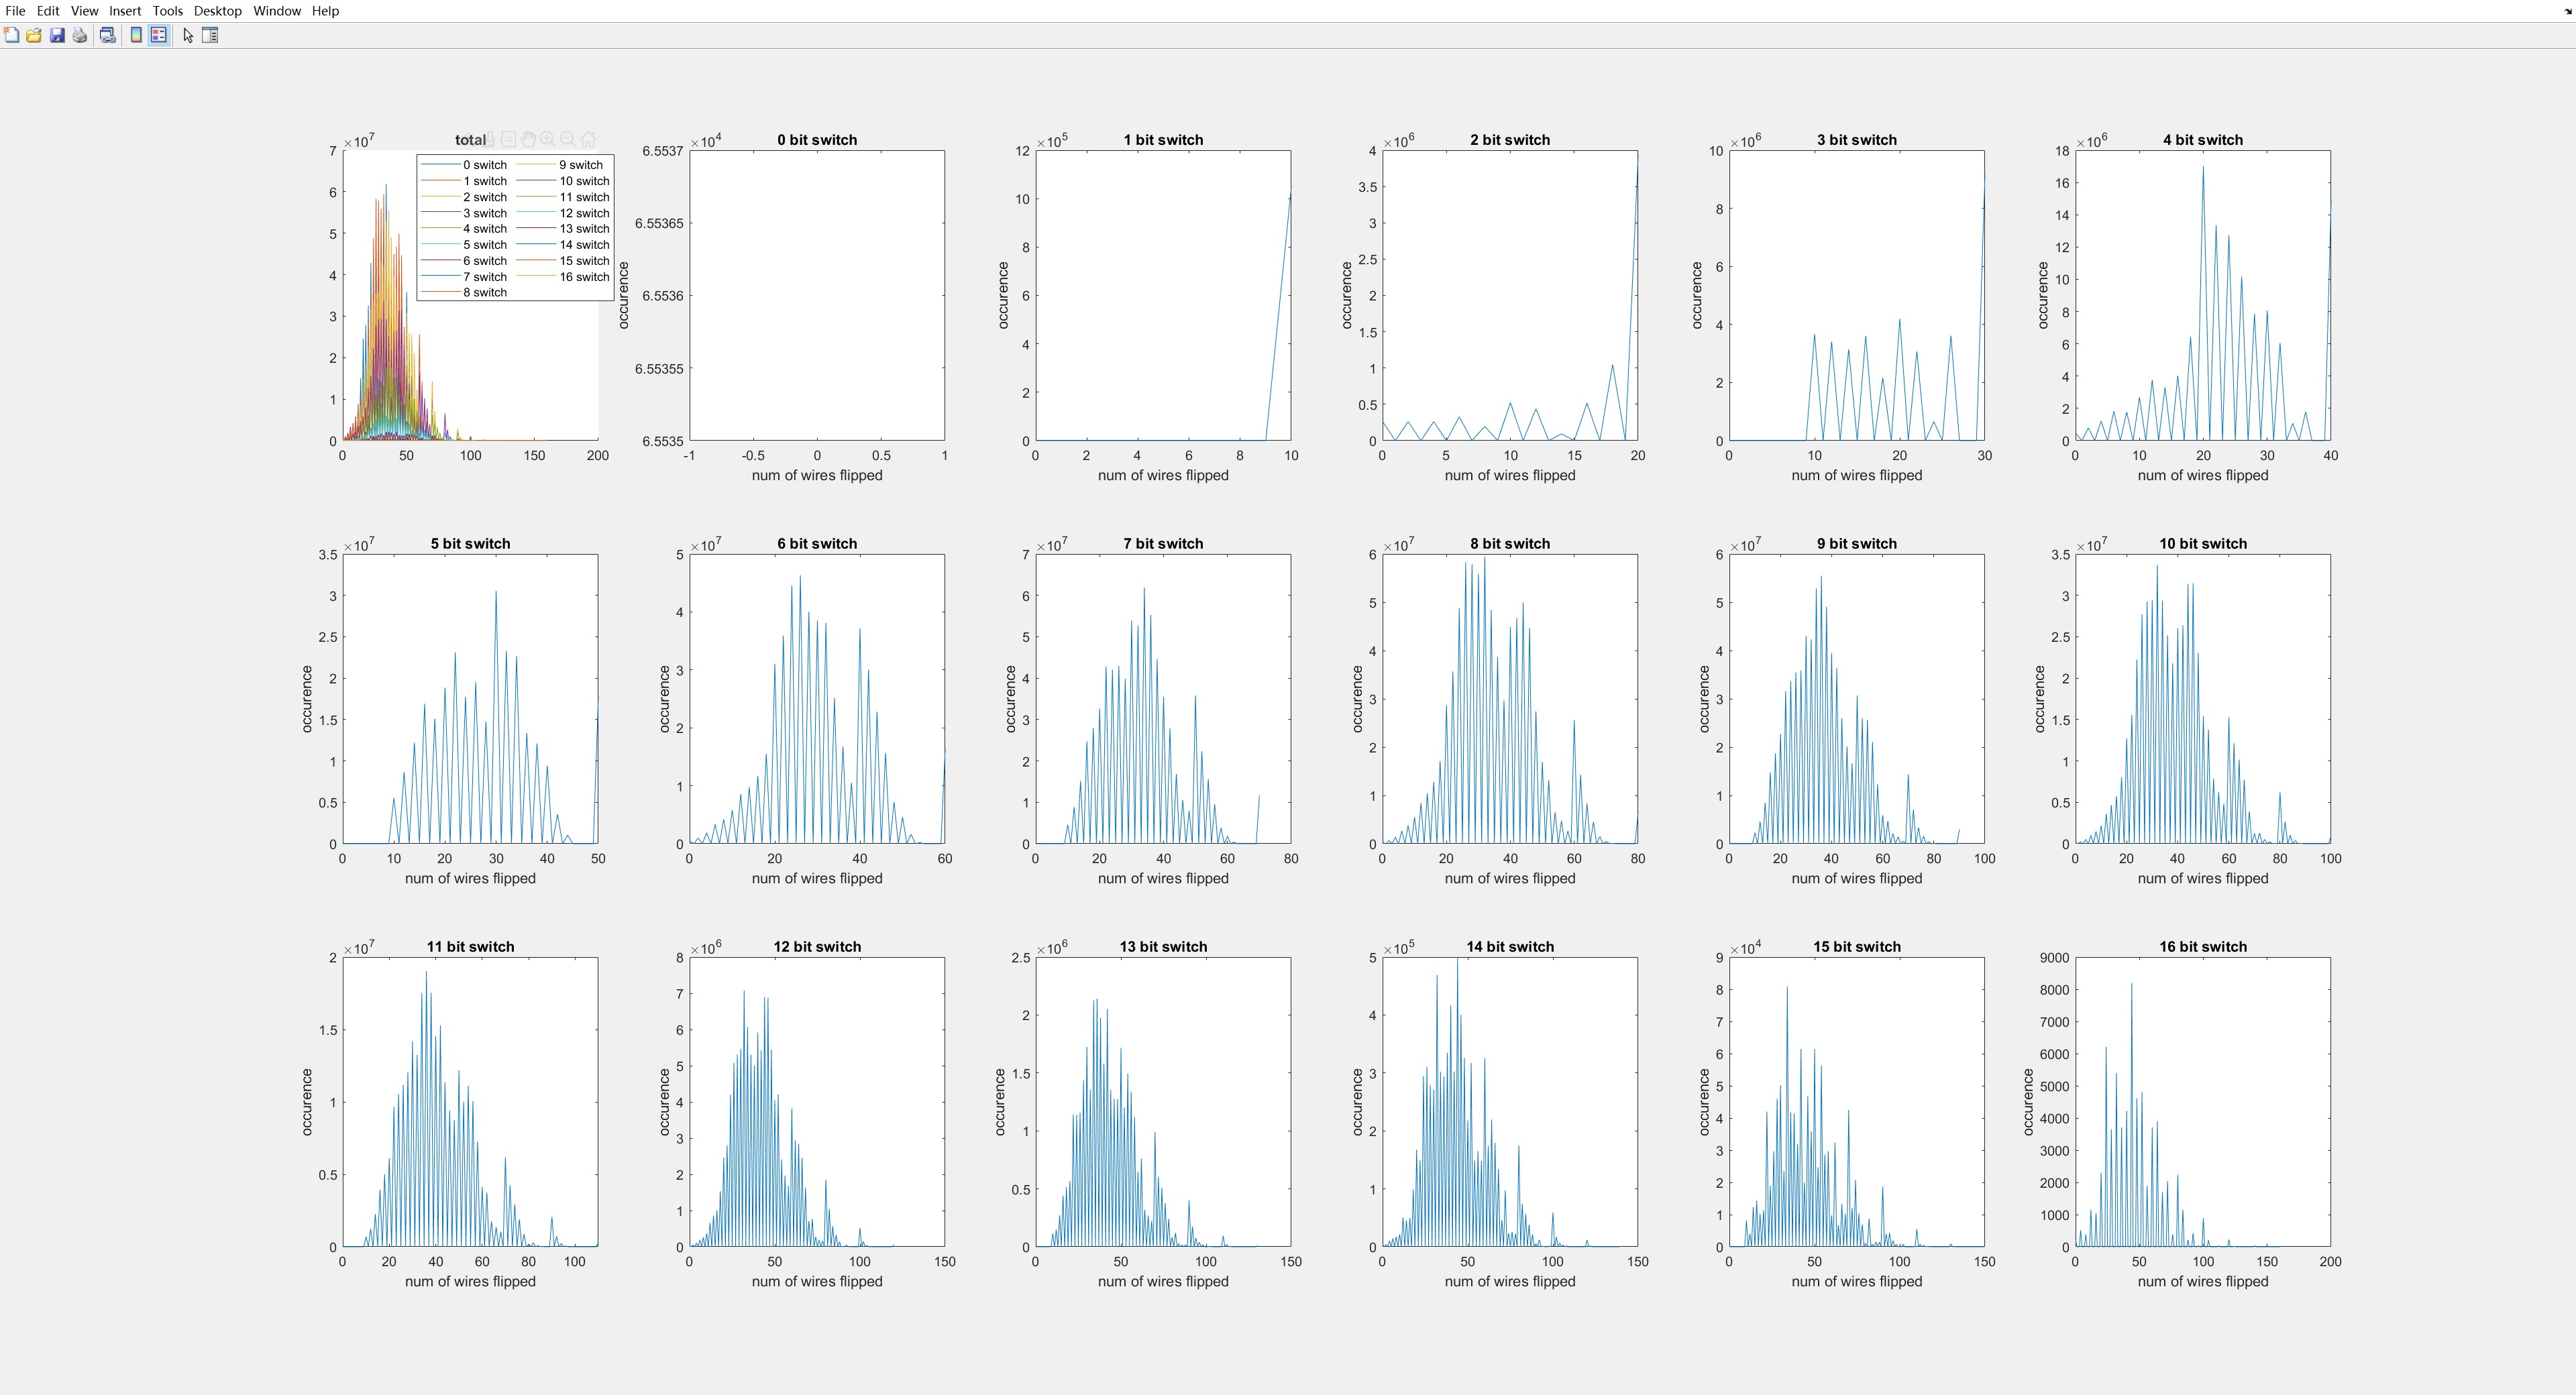 File Edit View Insert Tools Desktop Window Help
×10^7 total
7 6 5 4 3 2 1 0
0 switch 9 switch
1 switch 10 switch
2 switch 11 switch
3 switch 12 switch
4 switch 13 switch
5 switch 14 switch
6 switch 15 switch
7 switch 16 switch
8 switch
0 50 100 150 200
×10^4 0 bit switch
occurence
6.5537 6.55365 6.5536 6.55355 6.5535
-1 -0.5 0 0.5 1
num of wires flipped
×10^5 1 bit switch
occurence
12 10 8 6 4 2 0
0 2 4 6 8 10
num of wires flipped
×10^6 2 bit switch
occurence
4 3.5 3 2.5 2 1.5 1 0.5 0
0 5 10 15 20
num of wires flipped
×10^6 3 bit switch
occurence
10 8 6 4 2 0
0 10 20 30
num of wires flipped
×10^6 4 bit switch
occurence
18 16 14 12 10 8 6 4 2 0
0 10 20 30 40
num of wires flipped
×10^7 5 bit switch
occurence
3.5 3 2.5 2 1.5 1 0.5 0
0 10 20 30 40 50
num of wires flipped
×10^7 6 bit switch
occurence
5 4 3 2 1 0
0 20 40 60
num of wires flipped
×10^7 7 bit switch
occurence
7 6 5 4 3 2 1 0
0 20 40 60 80
num of wires flipped
×10^7 8 bit switch
occurence
6 5 4 3 2 1 0
0 20 40 60 80
num of wires flipped
×10^7 9 bit switch
occurence
6 5 4 3 2 1 0
0 20 40 60 80 100
num of wires flipped
×10^7 10 bit switch
occurence
3.5 3 2.5 2 1.5 1 0.5 0
0 20 40 60 80 100
num of wires flipped
×10^7 11 bit switch
occurence
2 1.5 1 0.5 0
0 20 40 60 80 100
num of wires flipped
×10^6 12 bit switch
occurence
8 7 6 5 4 3 2 1 0
0 50 100 150
num of wires flipped
×10^6 13 bit switch
occurence
2.5 2 1.5 1 0.5 0
0 50 100 150
num of wires flipped
×10^5 14 bit switch
occurence
5 4 3 2 1 0
0 50 100 150
num of wires flipped
×10^4 15 bit switch
occurence
9 8 7 6 5 4 3 2 1 0
0 50 100 150
num of wires flipped
16 bit switch
occurence
9000 8000 7000 6000 5000 4000 3000 2000 1000 0
0 50 100 150 200
num of wires flipped